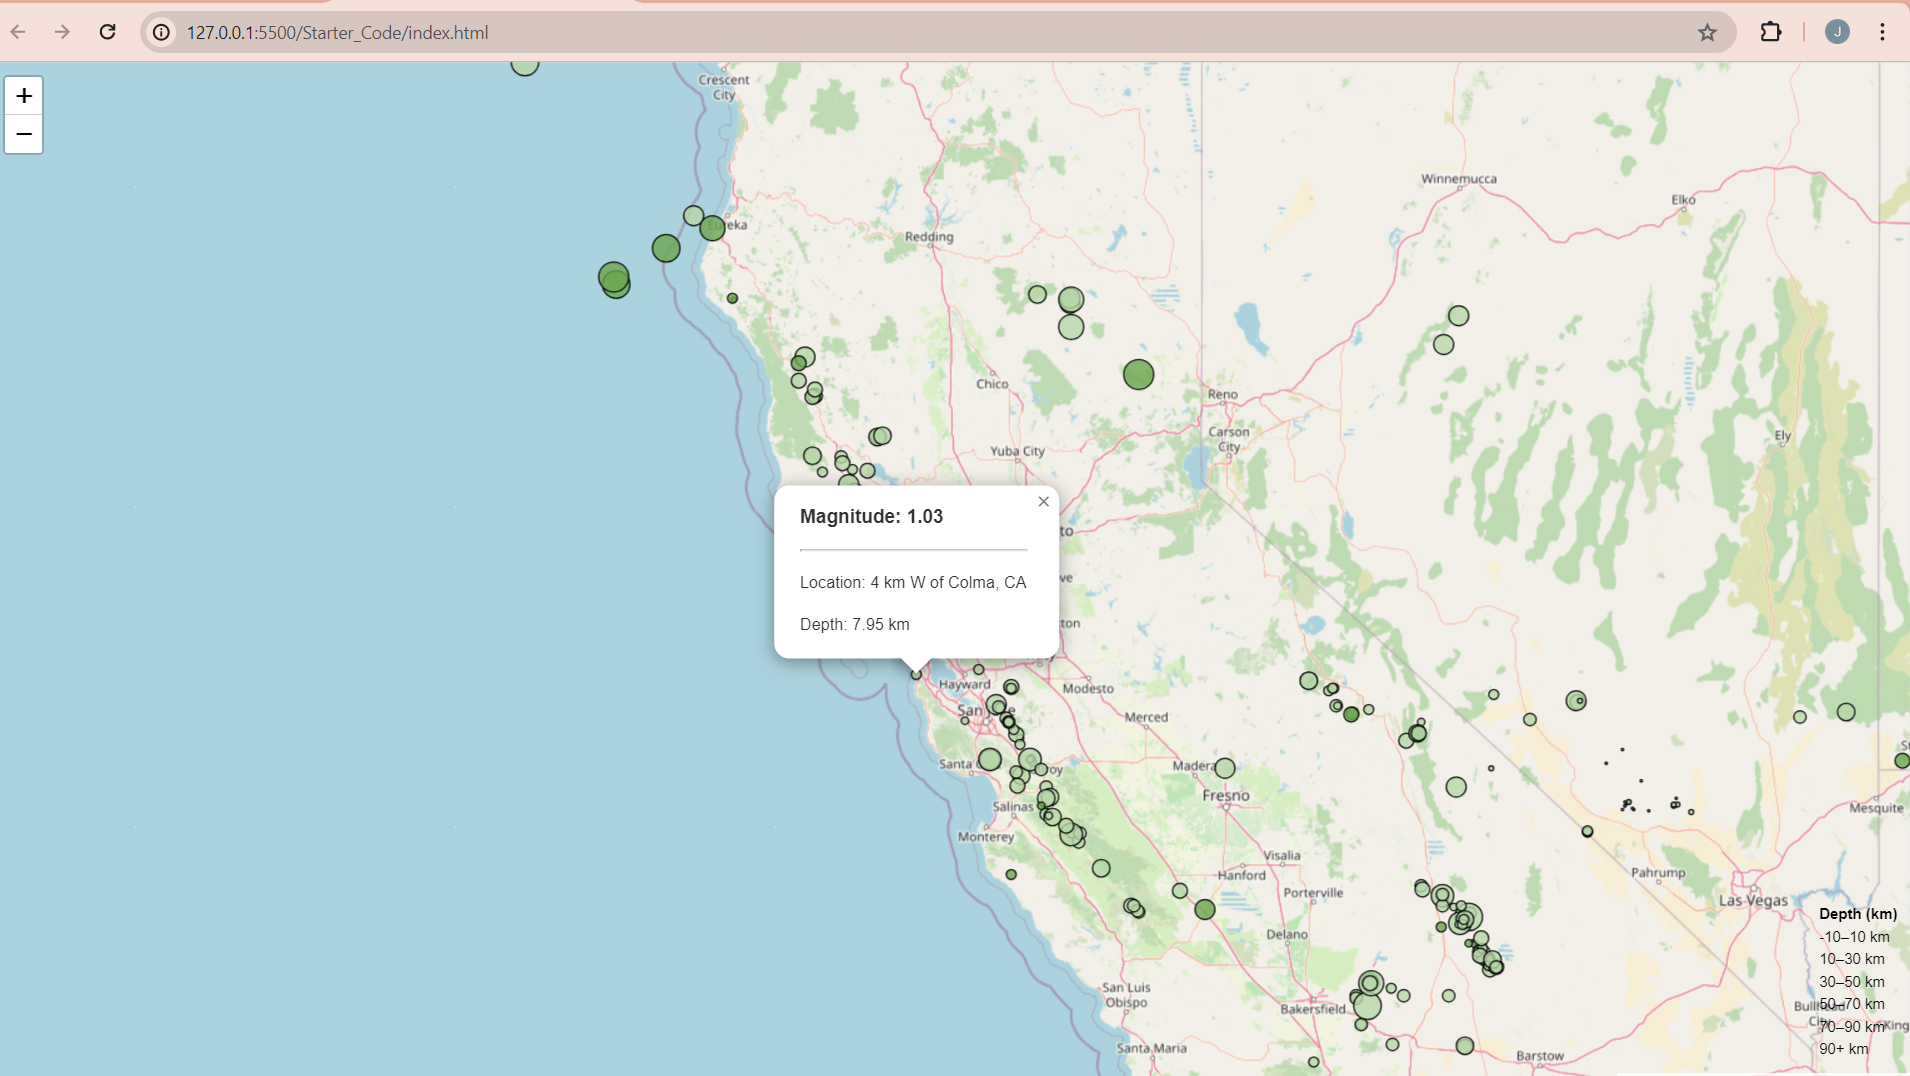 127.0.0.1:5500/Starter_Code/index.html
J
+
−
Crescent
City
Winnemucca
Elko
Eureka
Redding
Chico
Reno
Carson
City
Ely
Yuba City
×
Magnitude: 1.03
to
Location: 4 km W of Colma, CA
ve
Depth: 7.95 km
ton
Hayward
Modesto
San
Merced
Santa
roy
Madera
Fresno
Salinas
Monterey
Mesquite
Visalia
Hanford
Pahrump
Porterville
Las Vegas
Delano
Depth (km)
-10–10 km
10–30 km
30–50 km
50–70 km
70–90 km
90+ km
San Luis
Obispo
Bakersfield
King
Santa Maria
Barstow